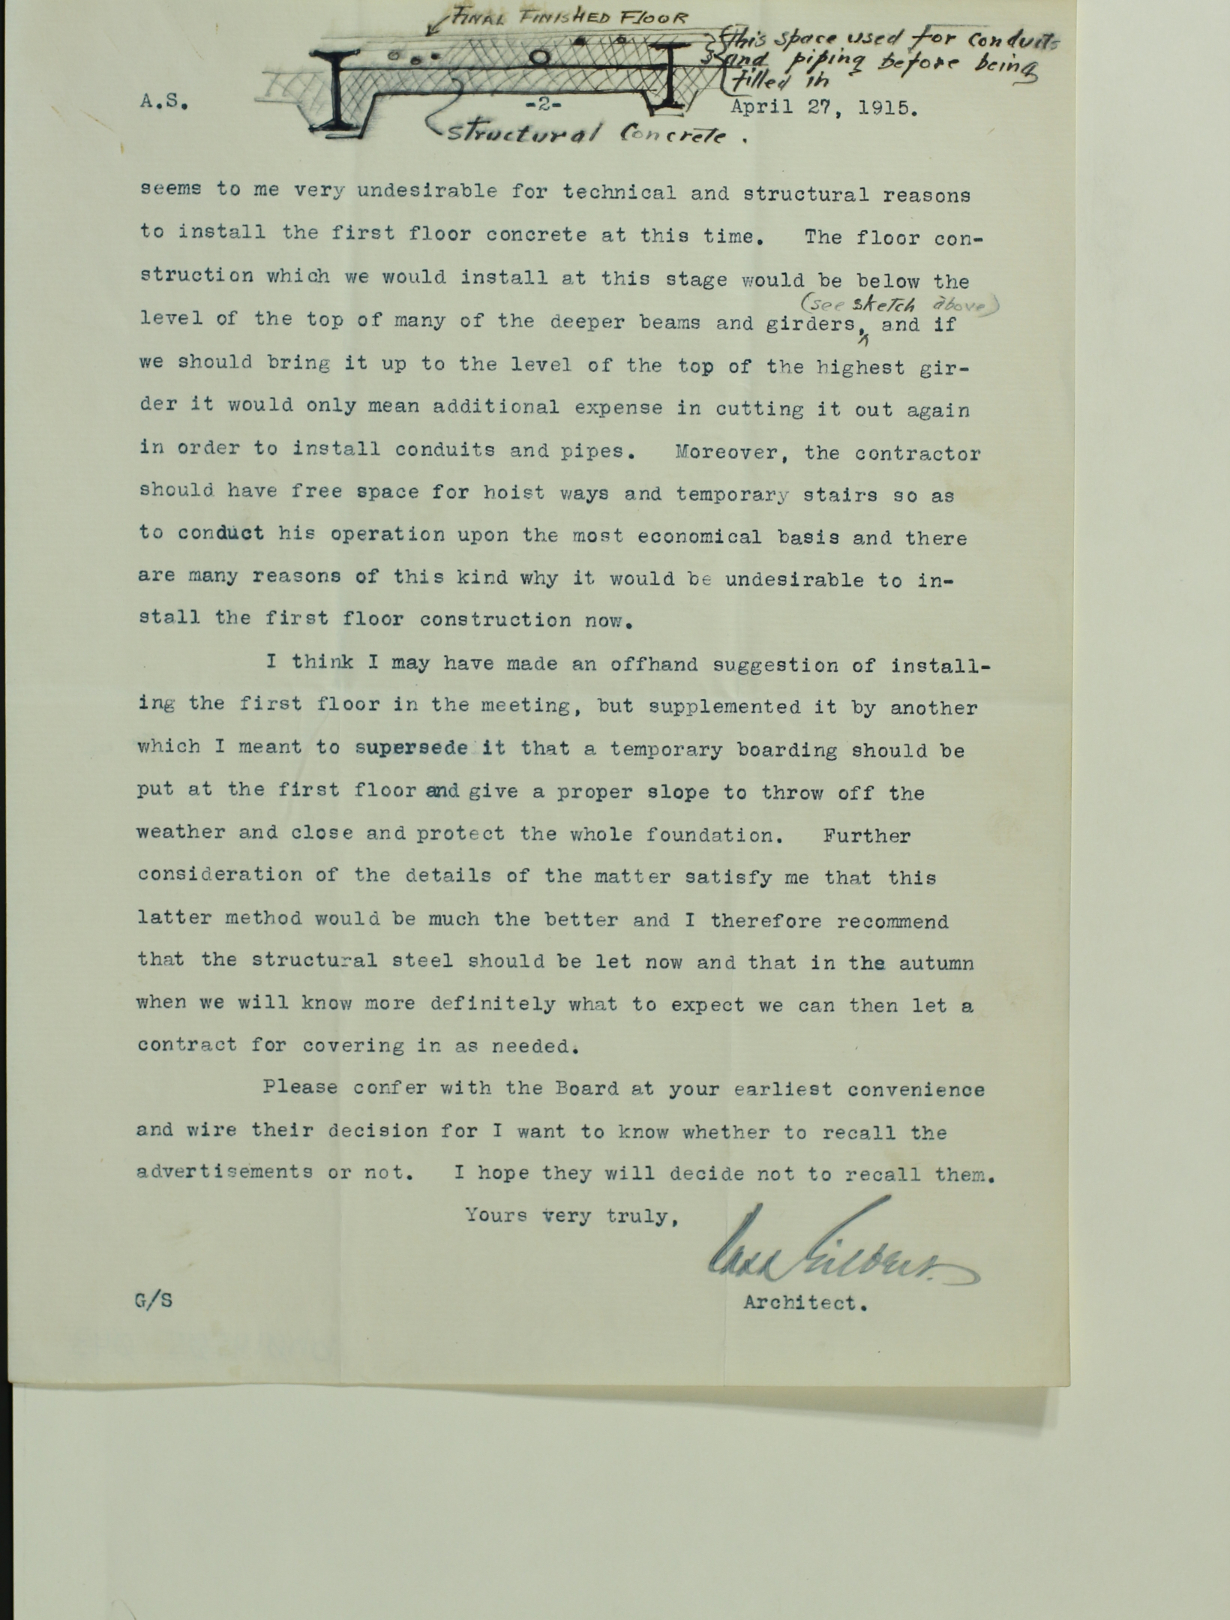 FINAL FINISHED FLOOR
This space used for conduits
and piping before being
filled in
A.S.
-2-
April 27, 1915.
Structural Concrete.
seems to me very undesirable for technical and structural reasons
to install the first floor concrete at this time. The floor con-
struction which we would install at this stage would be below the
(see sketch above)
level of the top of many of the deeper beams and girders, and if
we should bring it up to the level of the top of the highest gir-
der it would only mean additional expense in cutting it out again
in order to install conduits and pipes. Moreover, the contractor
should have free space for hoist ways and temporary stairs so as
to conduct his operation upon the most economical basis and there
are many reasons of this kind why it would be undesirable to in-
stall the first floor construction now.
I think I may have made an offhand suggestion of install-
ing the first floor in the meeting, but supplemented it by another
which I meant to supersede it that a temporary boarding should be
put at the first floor and give a proper slope to throw off the
weather and close and protect the whole foundation. Further
consideration of the details of the matter satisfy me that this
latter method would be much the better and I therefore recommend
that the structural steel should be let now and that in the autumn
when we will know more definitely what to expect we can then let a
contract for covering in as needed.
Please confer with the Board at your earliest convenience
and wire their decision for I want to know whether to recall the
advertisements or not. I hope they will decide not to recall them.
Yours very truly,
Cass Gilbert.
G/S
Architect.